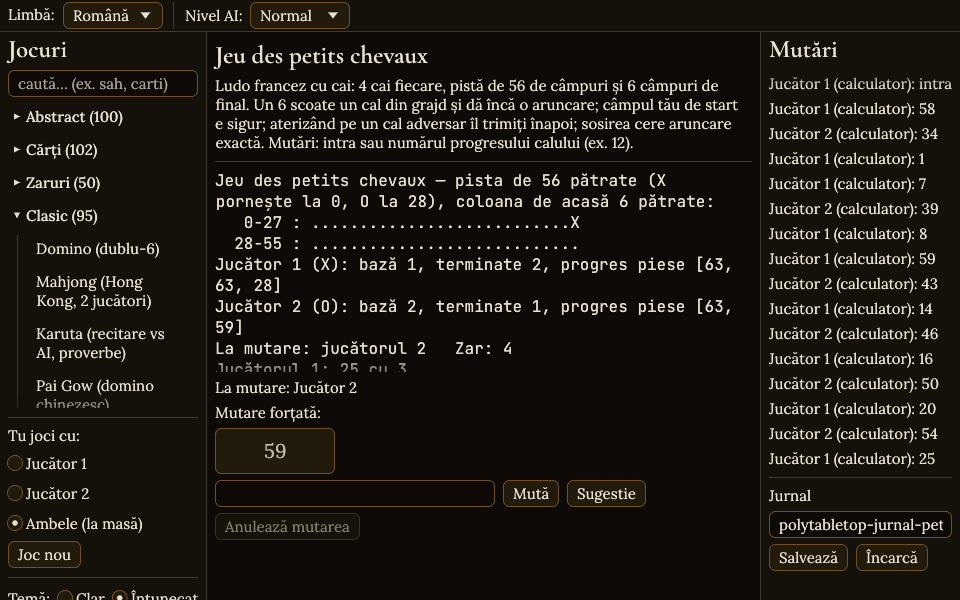 Limbă: Română ▼ Nivel AI: Normal ▼
Jocuri
caută... (ex. sah, carti)
▸ Abstract (100)
▸ Cărți (102)
▸ Zaruri (50)
▾ Clasic (95)
Domino (dublu-6)
Mahjong (Hong
Kong, 2 jucători)
Karuta (recitare vs
AI, proverbe)
Pai Gow (domino
chinezesc)
Tu joci cu:
Jucător 1
Jucător 2
Ambele (la masă)
Joc nou
Temă: Clar Întunecat
Jeu des petits chevaux
Ludo francez cu cai: 4 cai fiecare, pistă de 56 de câmpuri și 6 câmpuri de
final. Un 6 scoate un cal din grajd și dă încă o aruncare; câmpul tău de start
e sigur; aterizând pe un cal adversar îl trimiți înapoi; sosirea cere aruncare
exactă. Mutări: intra sau numărul progresului calului (ex. 12).
Jeu des petits chevaux — pista de 56 pătrate (X
pornește la 0, O la 28), coloana de acasă 6 pătrate:
0-27 : ...........................X
28-55 : ............................
Jucător 1 (X): bază 1, terminate 2, progres piese [63,
63, 28]
Jucător 2 (O): bază 2, terminate 1, progres piese [63,
59]
La mutare: jucătorul 2 Zar: 4
Jucătorul 1: 25 cu 3
La mutare: Jucător 2
Mutare forțată:
59
Mută Sugestie
Anulează mutarea
Mutări
Jucător 1 (calculator): intra
Jucător 1 (calculator): 58
Jucător 2 (calculator): 34
Jucător 1 (calculator): 1
Jucător 1 (calculator): 7
Jucător 2 (calculator): 39
Jucător 1 (calculator): 8
Jucător 1 (calculator): 59
Jucător 2 (calculator): 43
Jucător 1 (calculator): 14
Jucător 2 (calculator): 46
Jucător 1 (calculator): 16
Jucător 2 (calculator): 50
Jucător 1 (calculator): 20
Jucător 2 (calculator): 54
Jucător 1 (calculator): 25
Jurnal
polytabletop-jurnal-pet
Salvează Încarcă